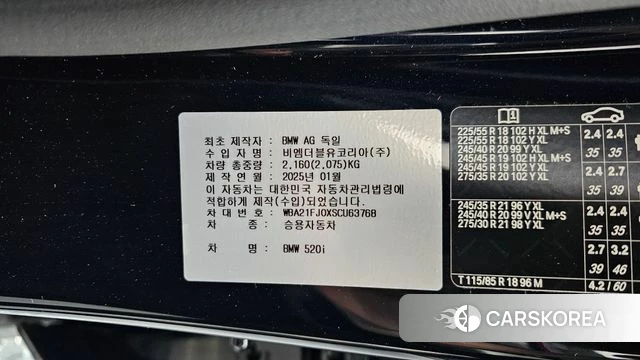 최초 제작자 : BMW AG 독일
수 입 자 명 : 비엠더블유코리아(주)
차량 총중량 : 2,160(2,075)KG
제 작 연 월 : 2025년 01월
이 자동차는 대한민국 자동차관리법령에
적합하게 제작(수입)되었습니다.
차 대 번 호 : WBA21FJ0XSCU63768
차 종 : 승용자동차
차 명 : BMW 520i
225/55 R 18 102 H XL M+S
225/55 R 18 102 Y XL
245/40 R 20 99 Y XL
245/45 R 19 102 Y XL
275/35 R 20 102 Y XL
2.4 2.4
35 35
2.4 2.4
35 39
245/35 R 21 96 Y XL
245/40 R 20 99 V XL M+S
275/30 R 21 98 Y XL
2.4 2.4
35 39
2.7 3.2
39 46
T 115/85 R 18 96 M
4.2 / 60
CARSKOREA